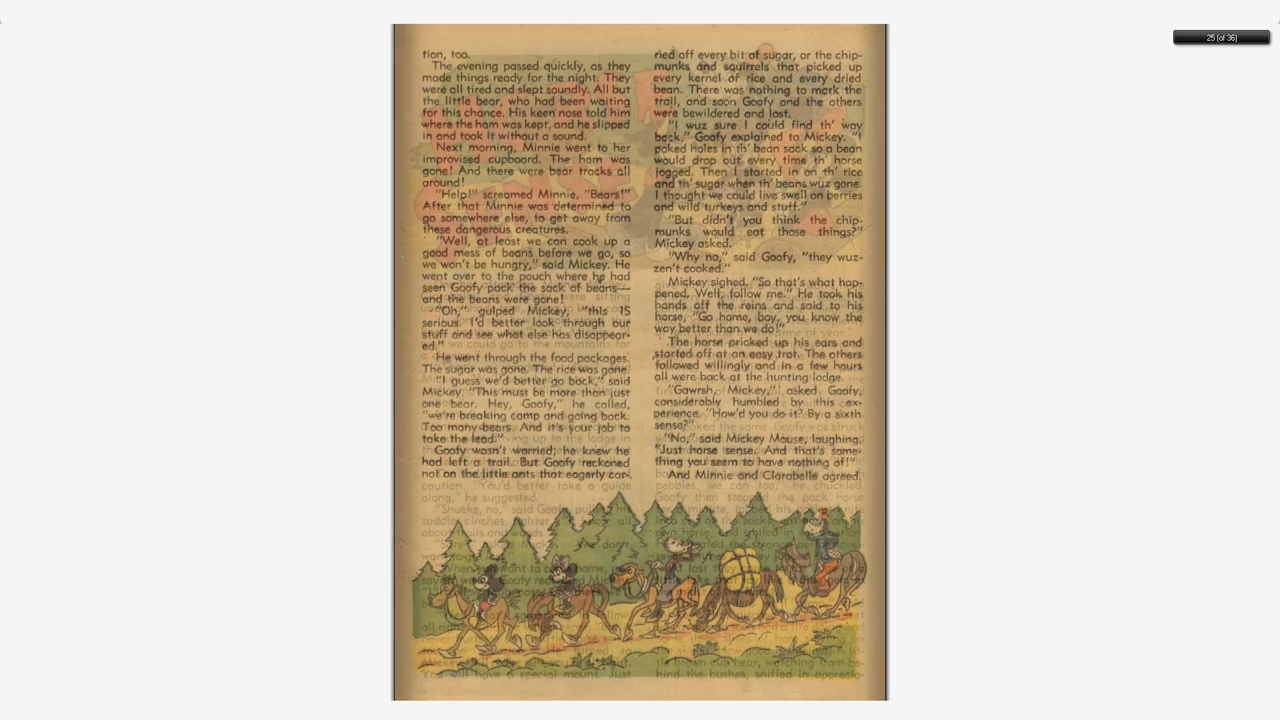 25 (of 36)
tion, too.
The evening passed quickly, as they
made things ready for the night. They
were all tired and slept soundly. All but
the little bear, who had been waiting
for this chance. His keen nose told him
where the ham was kept, and he slipped
in and took it without a sound.
Next morning, Minnie went to her
improvised cupboard. The ham was
gone! And there were bear tracks all
around!
"Help!" screamed Minnie, "Bears!"
After that Minnie was determined to
go somewhere else, to get away from
these dangerous creatures.
"Well, at least we can cook up a
good mess of beans before we go, so
we won't be hungry," said Mickey. He
went over to the pouch where he had
seen Goofy pack the sack of beans—
and the beans were gone!
"Oh," gulped Mickey, "this IS
serious. I'd better look through our
stuff and see what else has disappear-
ed."
He went through the food packages.
The sugar was gone. The rice was gone.
"I guess we'd better go back," said
Mickey. "This must be more than just
one bear. Hey, Goofy," he called,
"we're breaking camp and going back.
Too many bears. And it's your job to
take the lead."
Goofy wasn't worried; he knew he
had left a trail. But Goofy reckoned
not on the little ants that eagerly car-
ried off every bit of sugar, or the chip-
munks and squirrels that picked up
every kernel of rice and every dried
bean. There was nothing to mark the
trail, and soon Goofy and the others
were bewildered and lost.
"I wuz sure I could find th' way
back," Goofy explained to Mickey. "I
poked holes in th' bean sack so a bean
would drop out every time th' horse
jogged. Then I started in on th' rice
and th' sugar when th' beans wuz gone.
I thought we could live swell on berries
and wild turkeys and stuff."
"But didn't you think the chip-
munks would eat those things?"
Mickey asked.
"Why no," said Goofy, "they wuz-
zen't cooked."
Mickey sighed, "So that's what hap-
pened. Well, follow me." He took his
hands off the reins and said to his
horse, "Go home, boy, you know the
way better than we do!"
The horse pricked up his ears and
started off at an easy trot. The others
followed willingly and in a few hours
all were back at the hunting lodge.
"Gawrsh, Mickey," asked Goofy,
considerably humbled by this ex-
perience. "How'd you do it? By a sixth
sense?"
"No," said Mickey Mouse, laughing.
"Just horse sense. And that's some-
thing you seem to have nothing of!"
And Minnie and Clarabelle agreed.